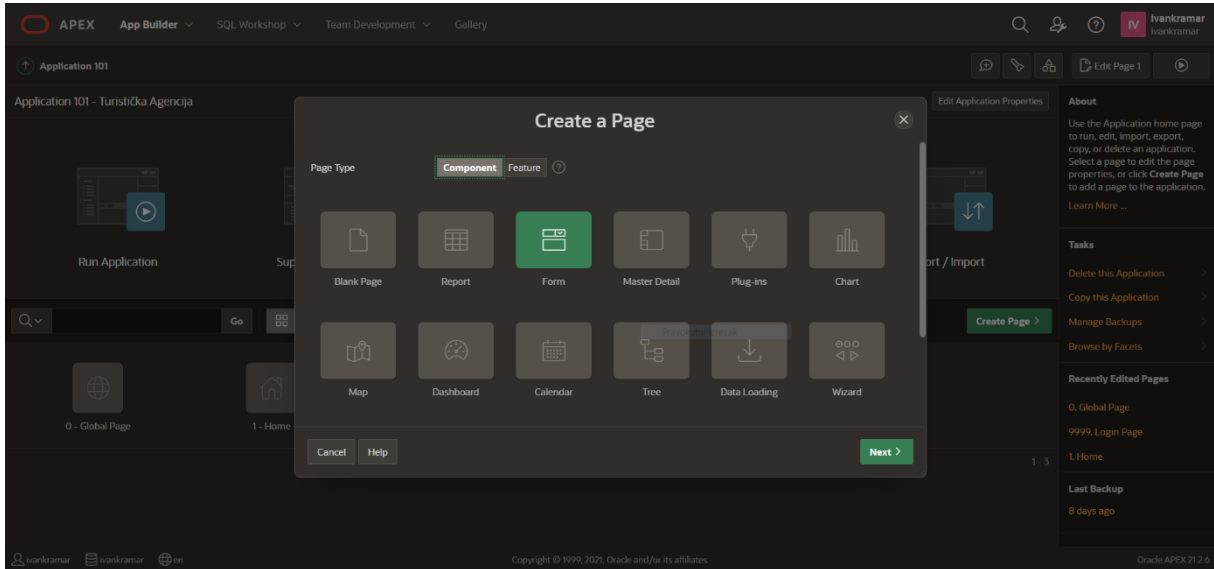 APEX App Builder SQL Workshop Team Development Gallery IV ivankramar
ivankramar
Application 101 Edit Page 1
Application 101 - Turistička Agencija Edit Application Properties
Create a Page
Page Type Component Feature
Blank Page Report Form Master Detail Plug-ins Chart
Map Dashboard Calendar Tree Data Loading Wizard
Cancel Help Next >
Run Application Sup ort / Import
Go Create Page >
0 - Global Page 1 - Home
1 - 3
About
Use the Application home page
to run, edit, import, export,
copy, or delete an application.
Select a page to edit the page
properties, or click Create Page
to add a page to the application.
Learn More ...
Tasks
Delete this Application
Copy this Application
Manage Backups
Browse by Facets
Recently Edited Pages
0. Global Page
9999. Login Page
1. Home
Last Backup
8 days ago
ivankramar ivankramar en Copyright © 1999, 2021, Oracle and/or its affiliates. Oracle APEX 21.2.6